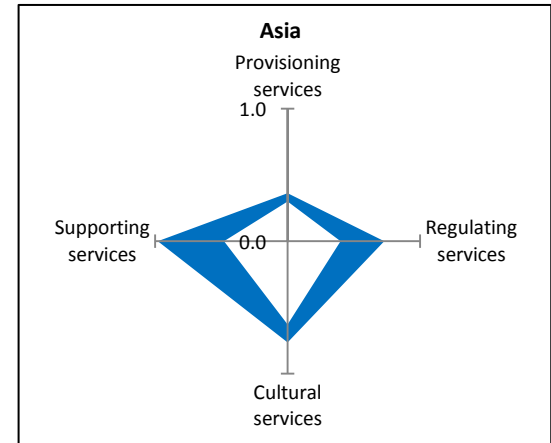 Asia
Provisioning
services
1.0
Supporting
services
0.0
Regulating
services
Cultural
services